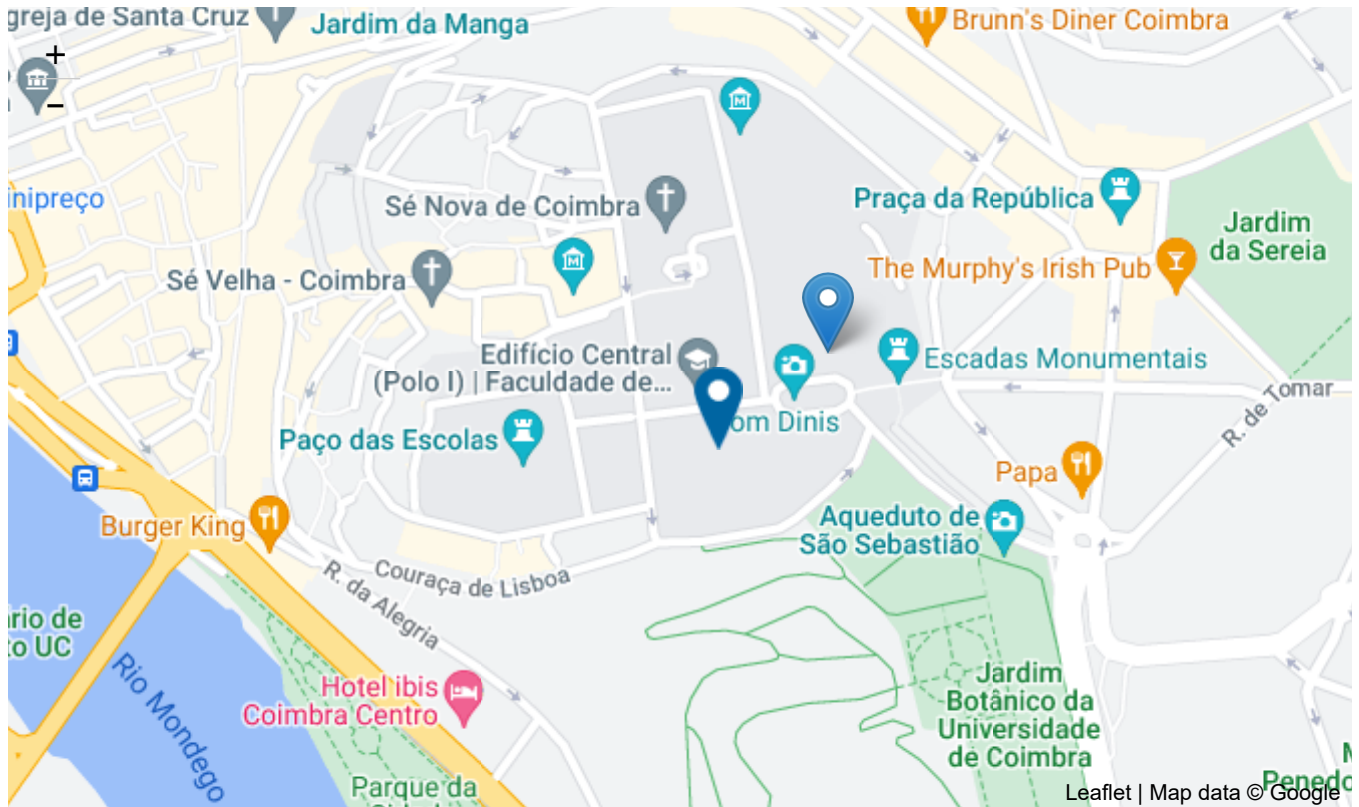 greja de Santa Cruz
Jardim da Manga
Brunn's Diner Coimbra
+
−
inipreço
Sé Nova de Coimbra
Praça da República
Jardim
da Sereia
Sé Velha - Coimbra
The Murphy's Irish Pub
Edifício Central
(Polo I) | Faculdade de...
Escadas Monumentais
R. de Tomar
om Dinis
Paço das Escolas
Papa
Burger King
Aqueduto de
São Sebastião
Couraça de Lisboa
R. da Alegria
ário de
to UC
Rio Mondego
Hotel ibis
Coimbra Centro
Jardim
Botânico da
Universidade
de Coimbra
Parque da
Penedo
Leaflet | Map data © Google